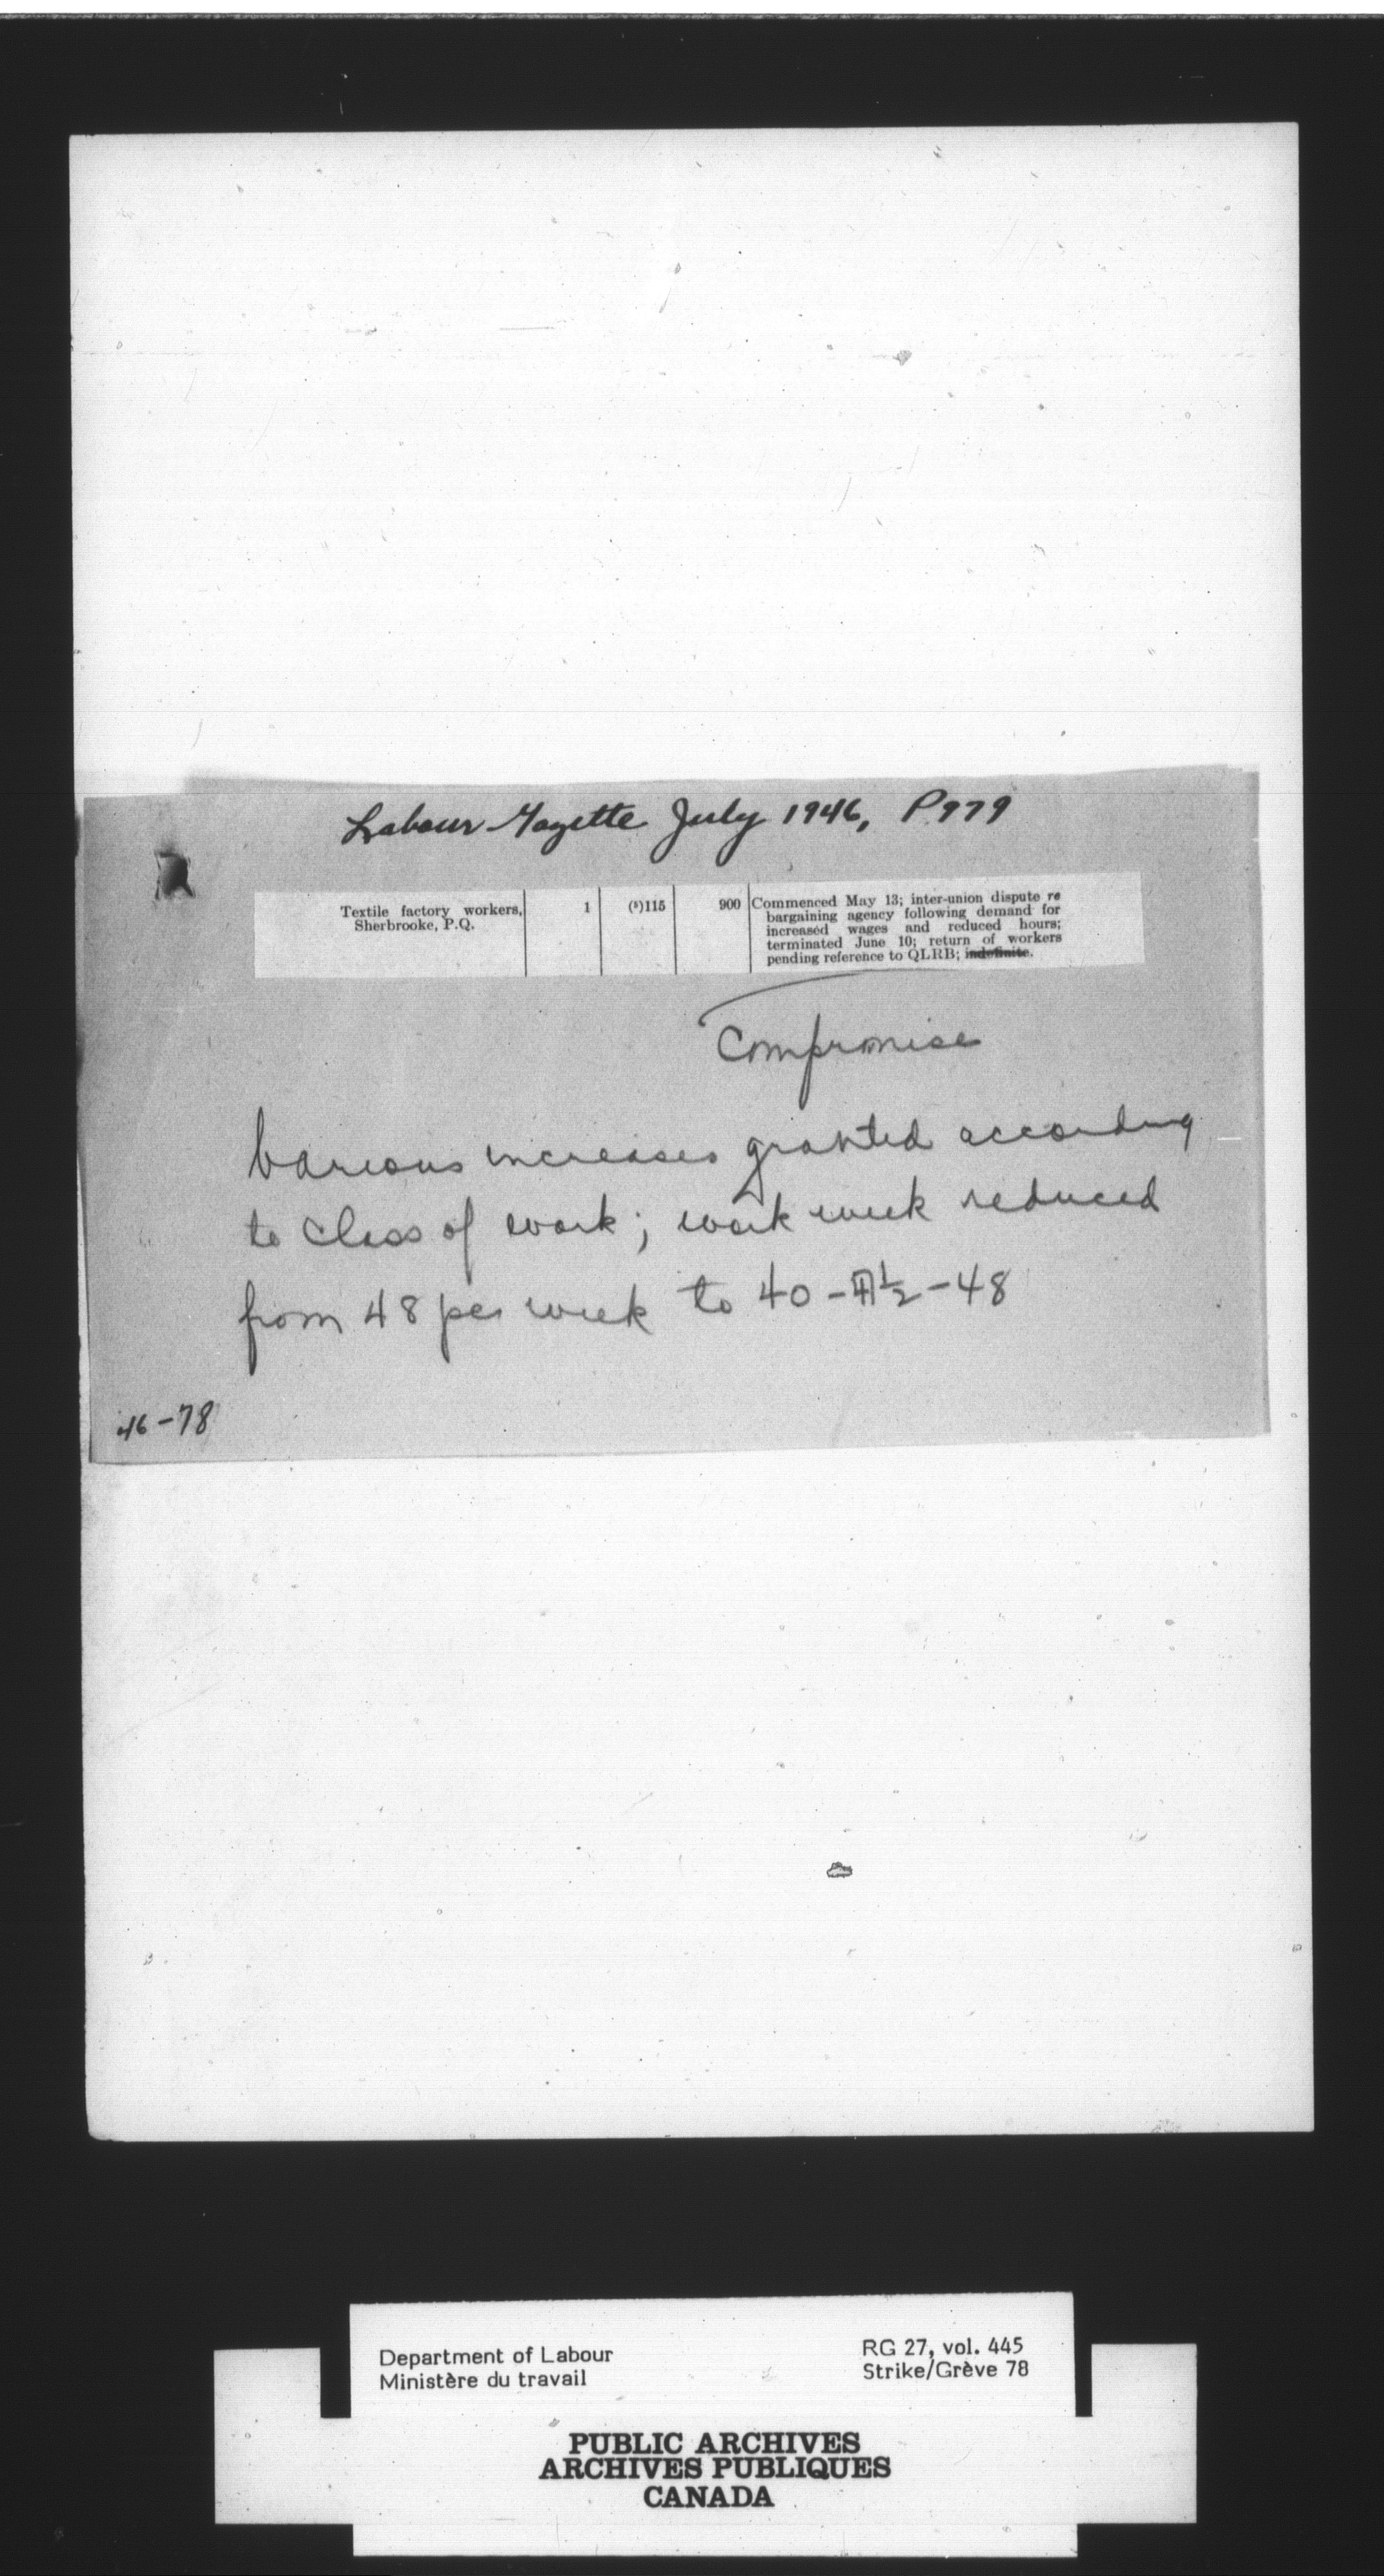 Labour Gazette July 1946, P979
Textile factory workers,
Sherbrooke, P.Q.
1
(³)115
900
Commenced May 13; inter-union dispute re
bargaining agency following demand for
increased wages and reduced hours;
terminated June 10; return of workers
pending reference to QLRB; indefinite.
Compromise
Various increases granted according
to class of work; work week reduced
from 48 per week to 40-48
46-78
Department of Labour
Ministère du travail
RG 27, vol. 445
Strike/Grève 78
PUBLIC ARCHIVES
ARCHIVES PUBLIQUES
CANADA